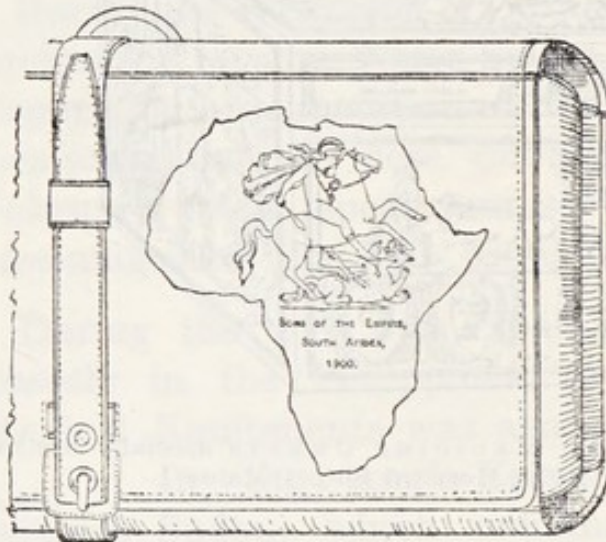 SONS OF THE EMPIRE,
SOUTH AFRICA,
1900.